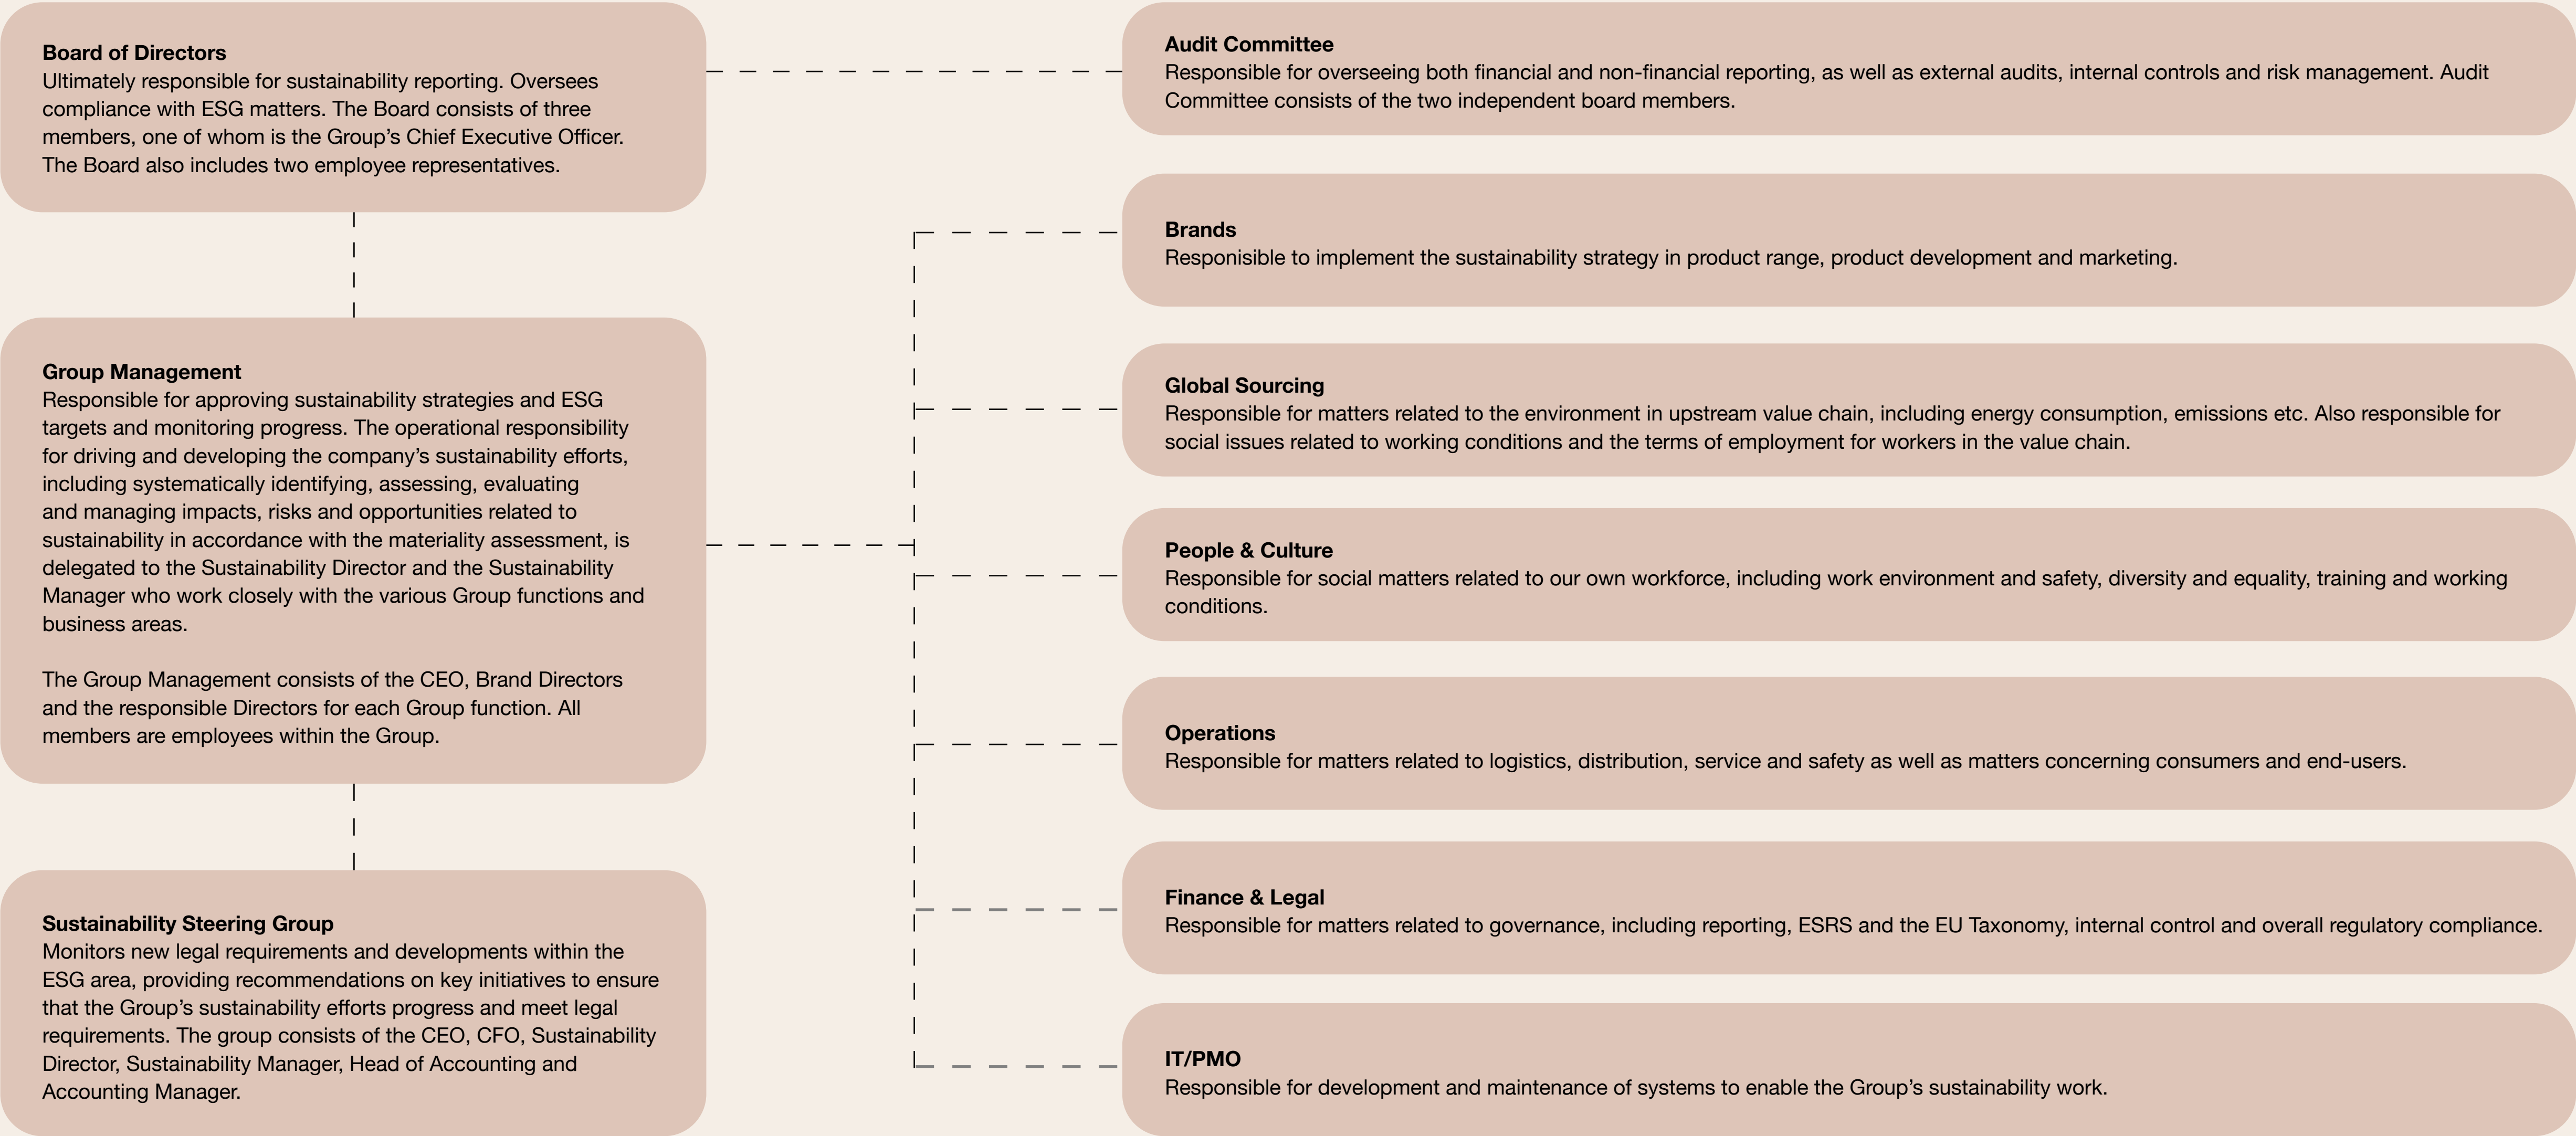 Board of Directors
Ultimately responsible for sustainability reporting. Oversees
compliance with ESG matters. The Board consists of three
members, one of whom is the Group’s Chief Executive Officer.
The Board also includes two employee representatives.
Group Management
Responsible for approving sustainability strategies and ESG
targets and monitoring progress. The operational responsibility
for driving and developing the company’s sustainability efforts,
including systematically identifying, assessing, evaluating
and managing impacts, risks and opportunities related to
sustainability in accordance with the materiality assessment, is
delegated to the Sustainability Director and the Sustainability
Manager who work closely with the various Group functions and
business areas.
The Group Management consists of the CEO, Brand Directors
and the responsible Directors for each Group function. All
members are employees within the Group.
Sustainability Steering Group
Monitors new legal requirements and developments within the
ESG area, providing recommendations on key initiatives to ensure
that the Group’s sustainability efforts progress and meet legal
requirements. The group consists of the CEO, CFO, Sustainability
Director, Sustainability Manager, Head of Accounting and
Accounting Manager.
Audit Committee
Responsible for overseeing both financial and non-financial reporting, as well as external audits, internal controls and risk management. Audit
Committee consists of the two independent board members.
Brands
Responisible to implement the sustainability strategy in product range, product development and marketing.
Global Sourcing
Responsible for matters related to the environment in upstream value chain, including energy consumption, emissions etc. Also responsible for
social issues related to working conditions and the terms of employment for workers in the value chain.
People & Culture
Responsible for social matters related to our own workforce, including work environment and safety, diversity and equality, training and working
conditions.
Operations
Responsible for matters related to logistics, distribution, service and safety as well as matters concerning consumers and end-users.
Finance & Legal
Responsible for matters related to governance, including reporting, ESRS and the EU Taxonomy, internal control and overall regulatory compliance.
IT/PMO
Responsible for development and maintenance of systems to enable the Group’s sustainability work.